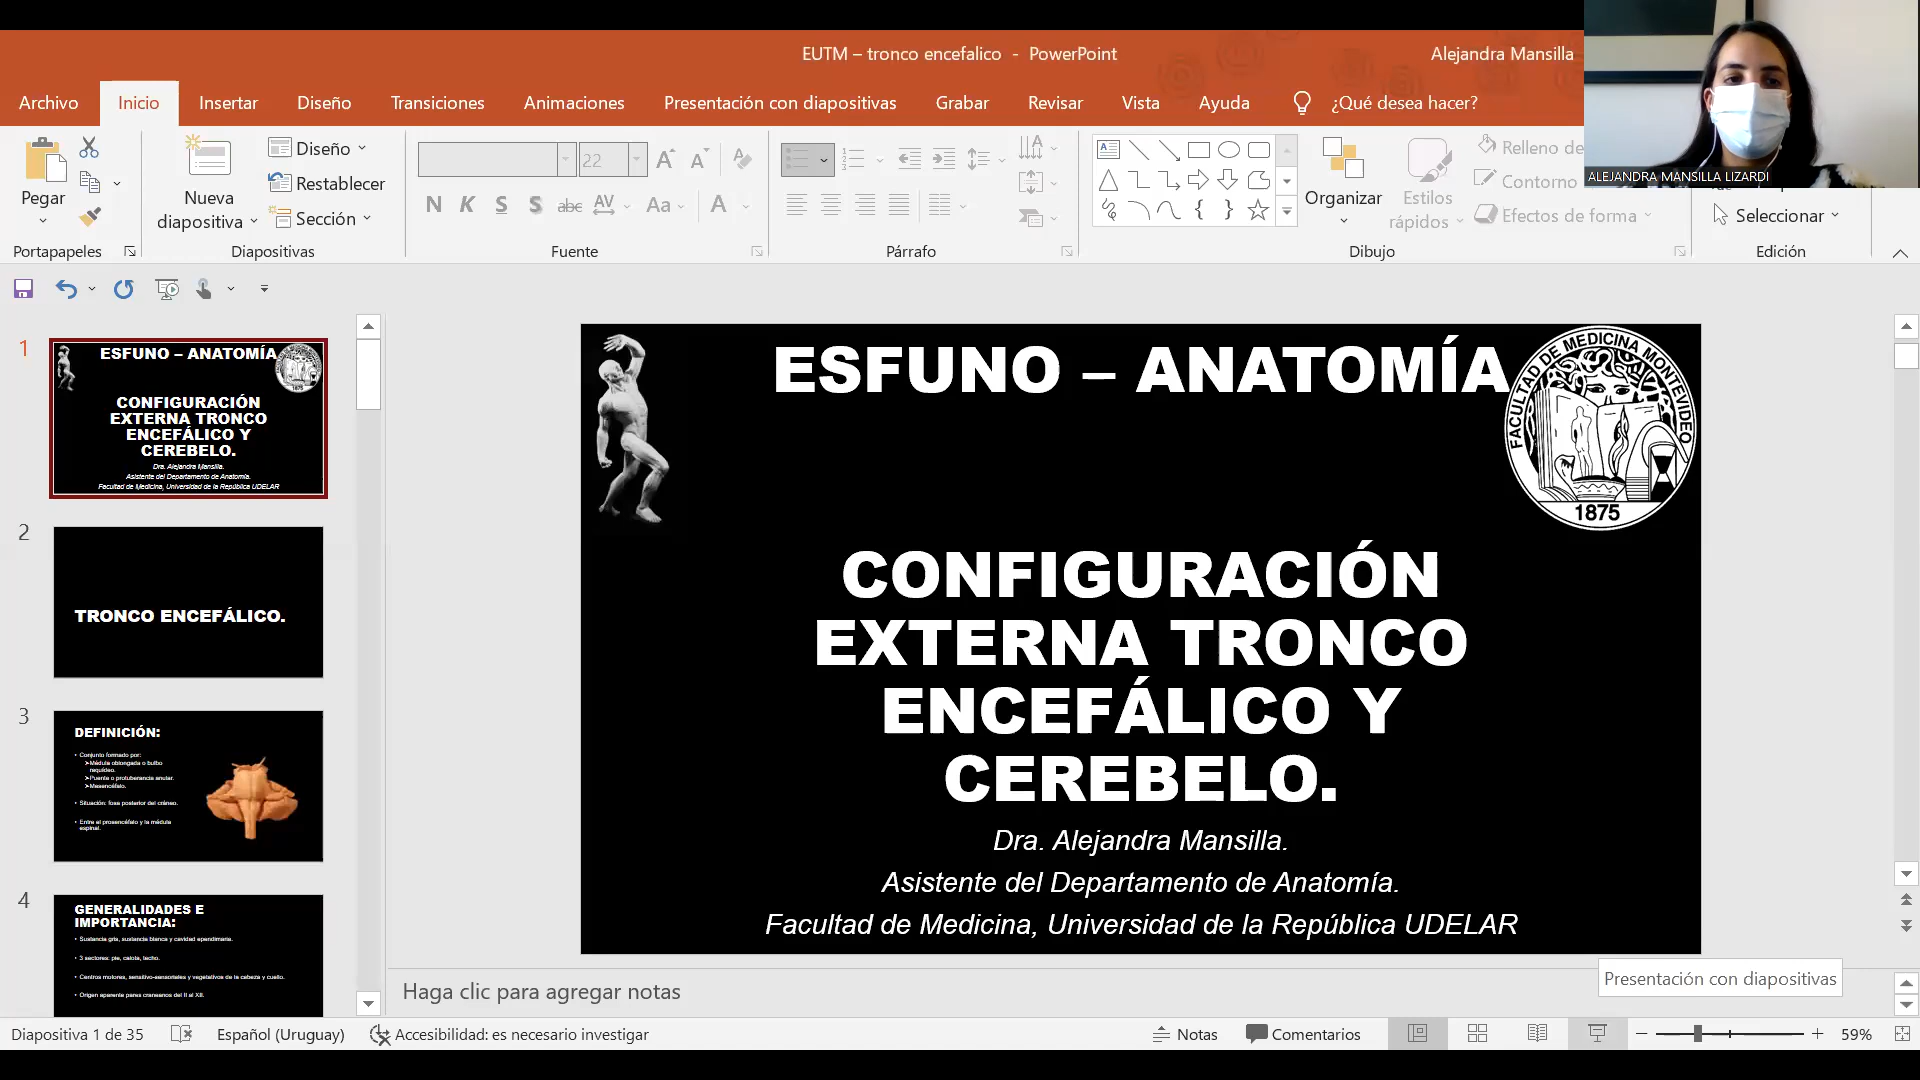 EUTM – tronco encefalico - PowerPoint
Alejandra Mansilla
Archivo Inicio Insertar Diseño Transiciones Animaciones Presentación con diapositivas Grabar Revisar Vista Ayuda ¿Qué desea hacer?
ALEJANDRA MANSILLA LIZARDI
Pegar
Portapapeles
Nueva
diapositiva
Diseño
Restablecer
Sección
Diapositivas
22
N K S S abc AV Aa A
Fuente
Párrafo
Organizar
Estilos
rápidos
Relleno de
Contorno
Efectos de forma
Dibujo
Seleccionar
Edición
1
ESFUNO – ANATOMÍA
1875
CONFIGURACIÓN
EXTERNA TRONCO
ENCEFÁLICO Y
CEREBELO.
Dra. Alejandra Mansilla.
Asistente del Departamento de Anatomía.
Facultad de Medicina, Universidad de la República UDELAR
2
TRONCO ENCEFÁLICO.
3
DEFINICIÓN:
• Conjunto formado por:
➤Médula oblongada o bulbo
raquídeo.
➤Puente o protuberancia anular.
➤Mesencéfalo.
• Situación: fosa posterior del cráneo.
• Entre el prosencéfalo y la médula
espinal.
4
GENERALIDADES E
IMPORTANCIA:
• Sustancia gris, sustancia blanca y cavidad ependimaria.
• 3 sectores: pie, calota, techo.
• Centros motores, sensitivo-sensoriales y vegetativos de la cabeza y cuello.
• Origen aparente pares craneanos del II al XII.
ESFUNO – ANATOMÍA
FACULTAD DE MEDICINA MONTEVIDEO
1875
CONFIGURACIÓN
EXTERNA TRONCO
ENCEFÁLICO Y
CEREBELO.
Dra. Alejandra Mansilla.
Asistente del Departamento de Anatomía.
Facultad de Medicina, Universidad de la República UDELAR
Presentación con diapositivas
Haga clic para agregar notas
Diapositiva 1 de 35 Español (Uruguay) Accesibilidad: es necesario investigar Notas Comentarios 59%